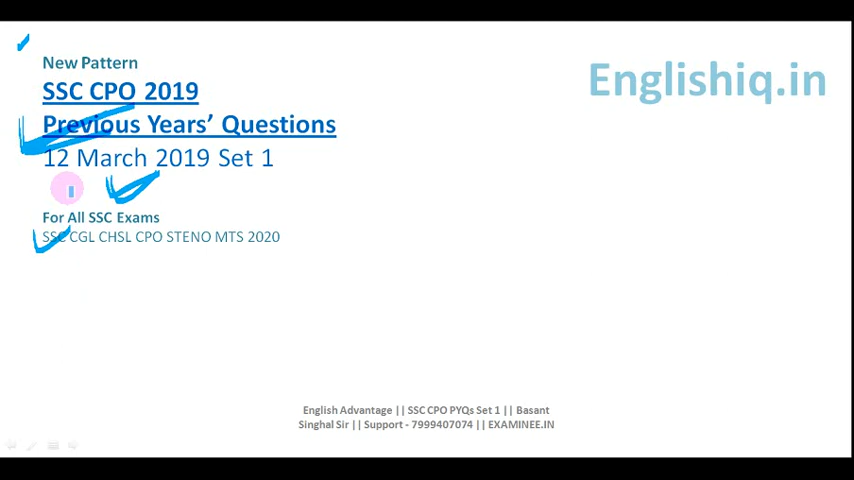 New Pattern
Englishiq.in
SSC CPO 2019
Previous Years’ Questions
12 March 2019 Set 1
For All SSC Exams
SSC CGL CHSL CPO STENO MTS 2020
English Advantage || SSC CPO PYQs Set 1 || Basant
Singhal Sir || Support - 7999407074 || EXAMINEE.IN